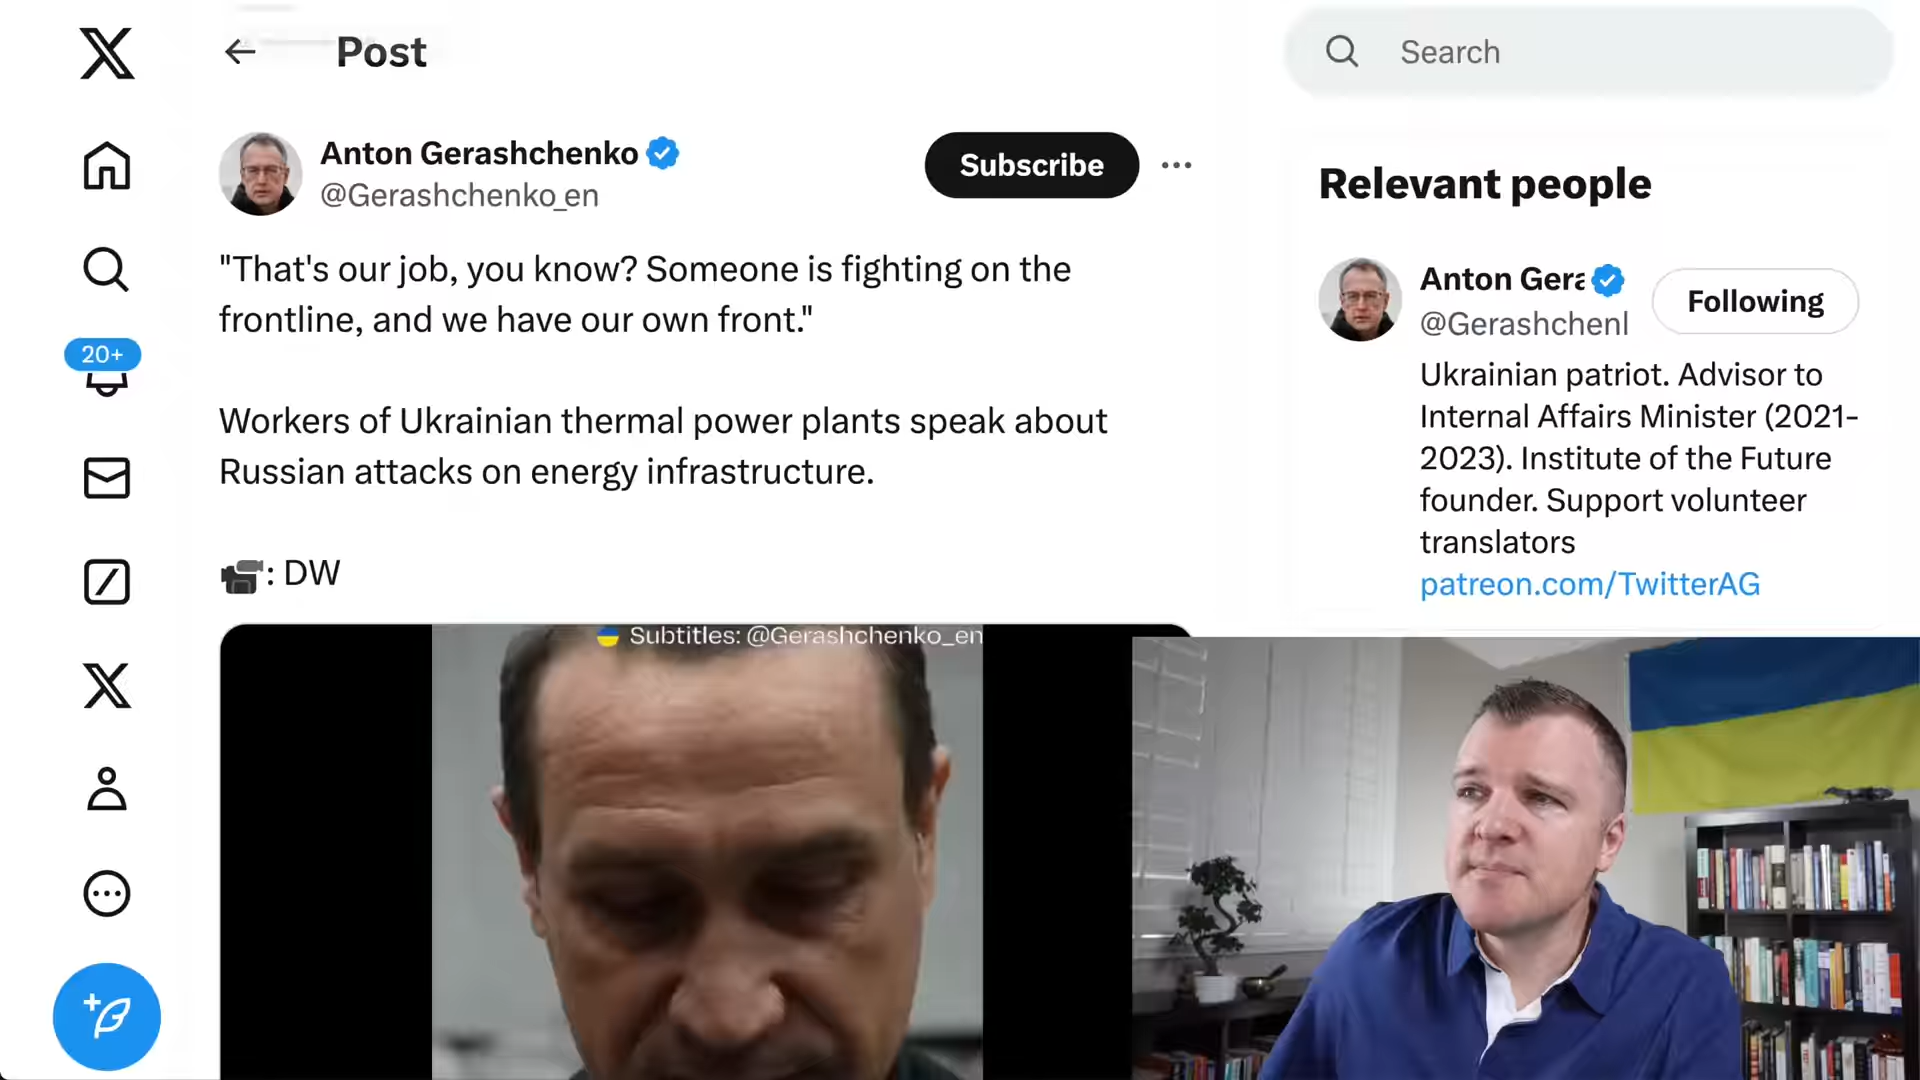 Post
Search
Anton Gerashchenko
@Gerashchenko_en
Subscribe
"That's our job, you know? Someone is fighting on the
frontline, and we have our own front."
Workers of Ukrainian thermal power plants speak about
Russian attacks on energy infrastructure.
: DW
Subtitles: @Gerashchenko_en
20+
Relevant people
Anton Gera
@Gerashchenl
Following
Ukrainian patriot. Advisor to
Internal Affairs Minister (2021-
2023). Institute of the Future
founder. Support volunteer
translators
patreon.com/TwitterAG